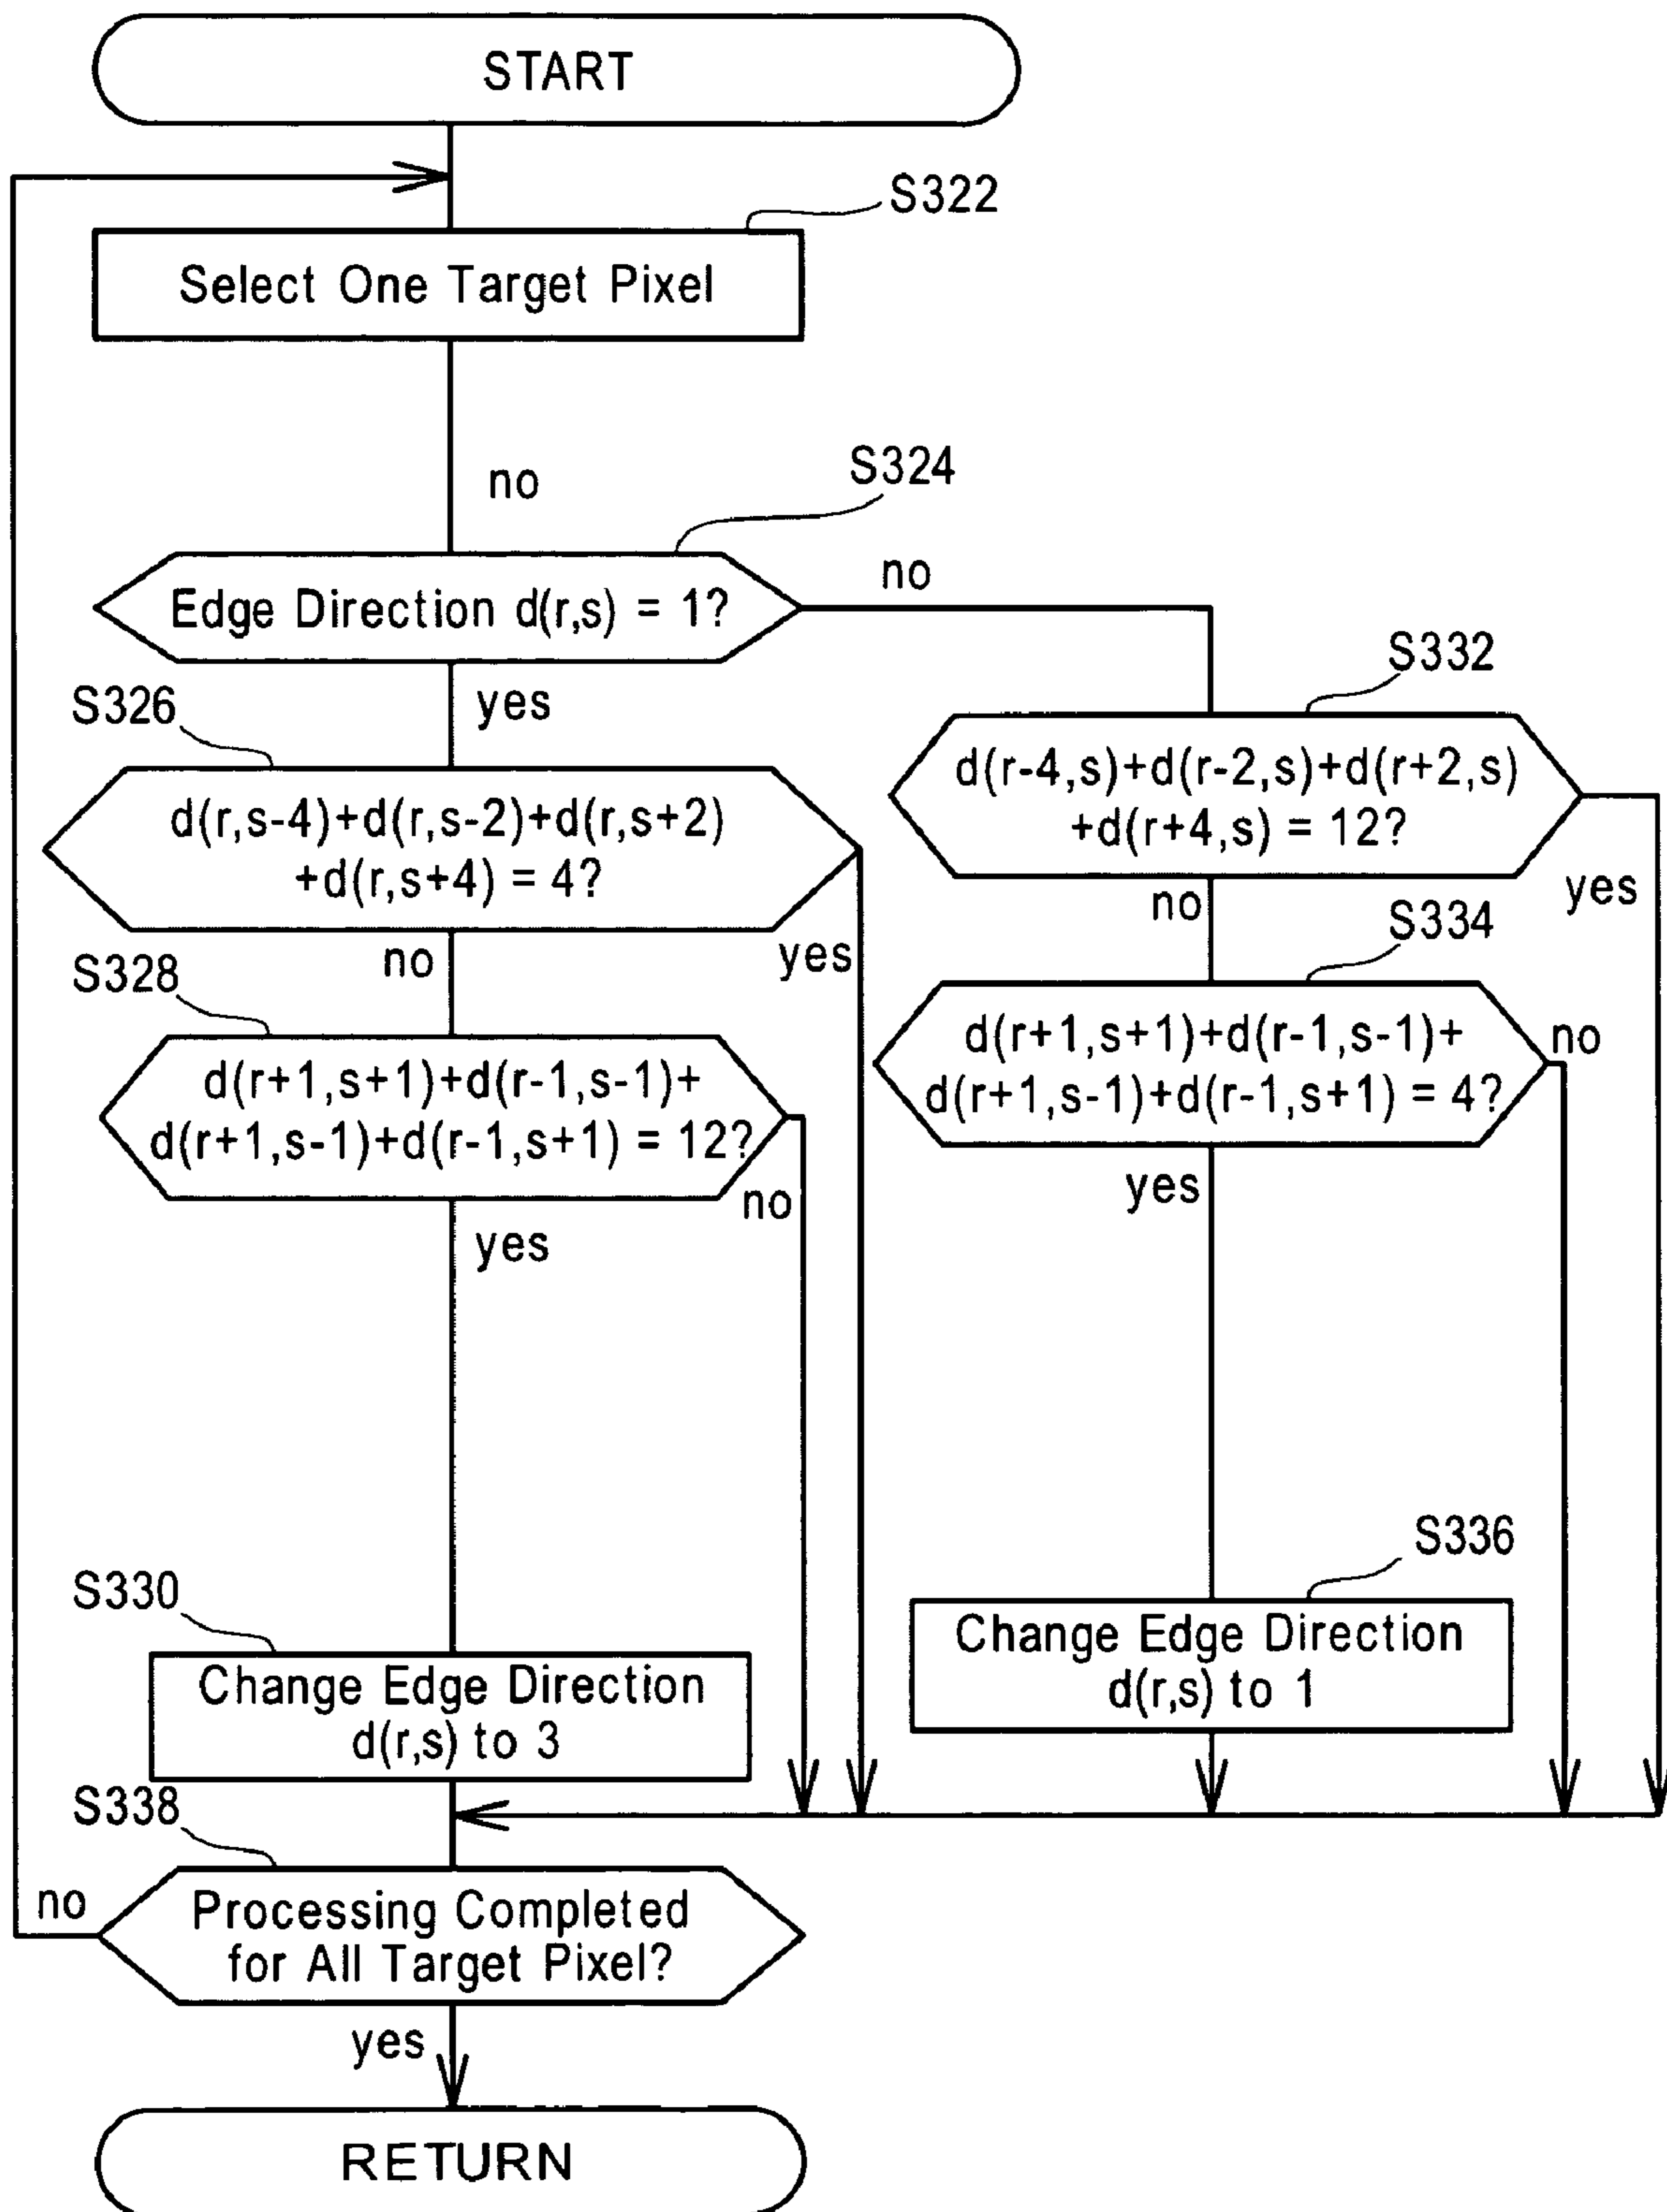 START
S322
Select One Target Pixel
no
S324
Edge Direction d(r,s) = 1?
no
yes
S332
d(r-4,s)+d(r-2,s)+d(r+2,s)
+d(r+4,s) = 12?
yes
no
S326
d(r,s-4)+d(r,s-2)+d(r,s+2)
+d(r,s+4) = 4?
yes
no
S334
d(r+1,s+1)+d(r-1,s-1)+
d(r+1,s-1)+d(r-1,s+1) = 4?
no
yes
S328
d(r+1,s+1)+d(r-1,s-1)+
d(r+1,s-1)+d(r-1,s+1) = 12?
no
yes
S336
Change Edge Direction
d(r,s) to 1
S330
Change Edge Direction
d(r,s) to 3
S338
no
Processing Completed
for All Target Pixel?
yes
RETURN